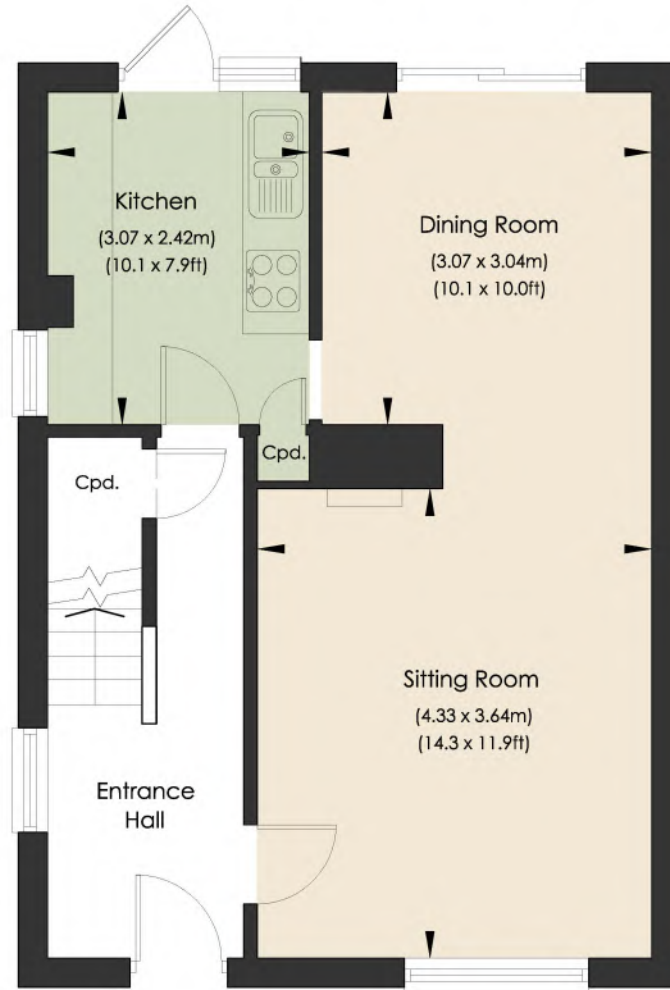 Kitchen
(3.07 x 2.42m)
(10.1 x 7.9ft)
Dining Room
(3.07 x 3.04m)
(10.1 x 10.0ft)
Cpd.
Cpd.
Sitting Room
(4.33 x 3.64m)
(14.3 x 11.9ft)
Entrance
Hall